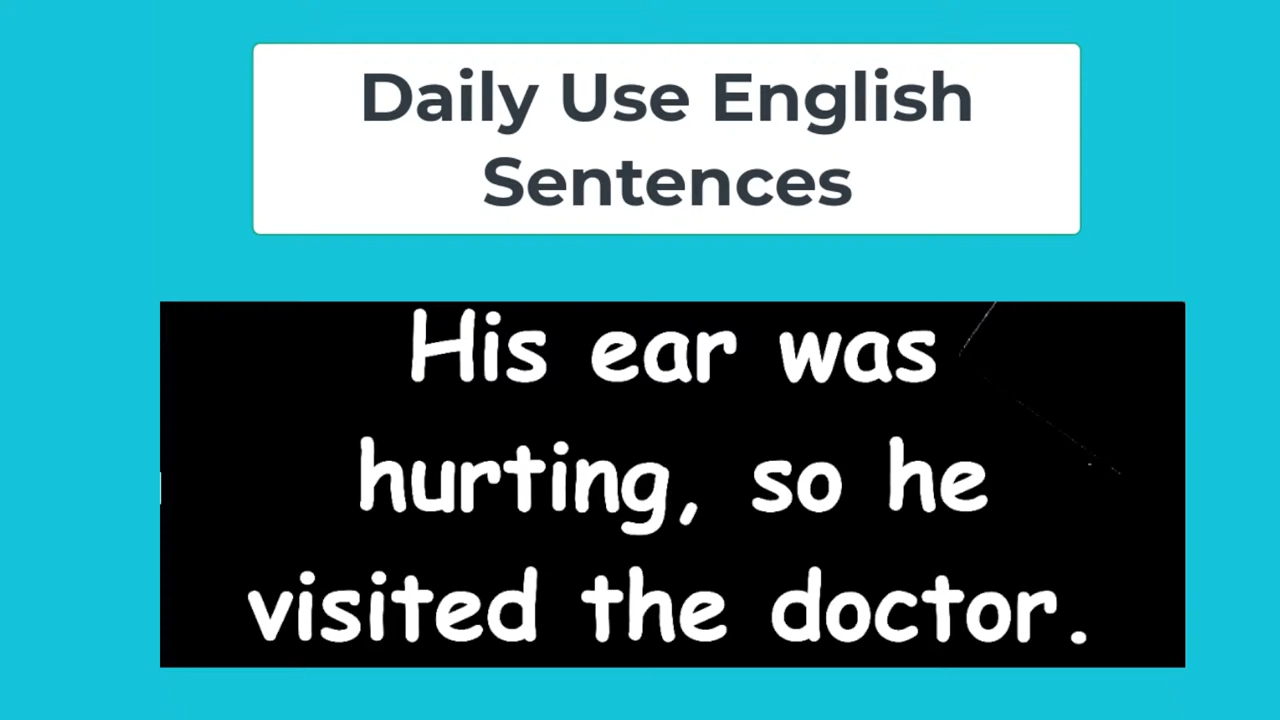 Daily Use English
Sentences
His ear was
hurting, so he
visited the doctor.